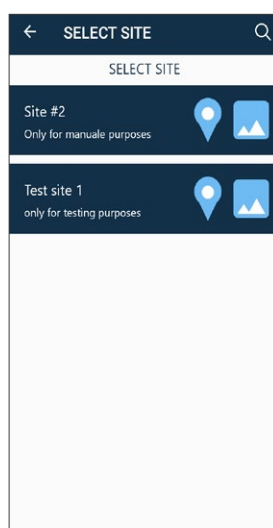 SELECT SITE
SELECT SITE
Site #2
Only for manuale purposes
Test site 1
only for testing purposes